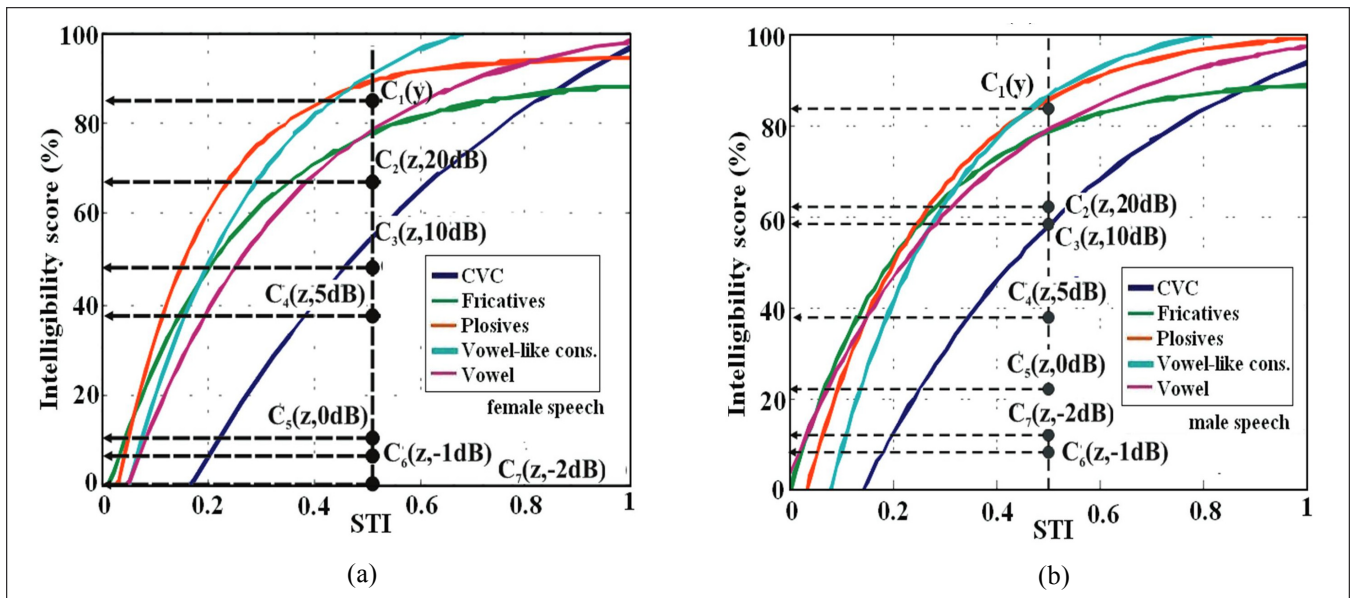 100
80
60
40
20
0
Intelligibility score (%)
C₁(y)
C₂(z,20dB)
C₃(z,10dB)
C₄(z,5dB)
C₅(z,0dB)
C₆(z,-1dB)
C₇(z,-2dB)
CVC
Fricatives
Plosives
Vowel-like cons.
Vowel
female speech
0 0.2 0.4 0.6 0.8 1
STI
(a)
100
80
60
40
20
0
Intelligibility score (%)
C₁(y)
C₂(z,20dB)
C₃(z,10dB)
C₄(z,5dB)
C₅(z,0dB)
C₇(z,-2dB)
C₆(z,-1dB)
CVC
Fricatives
Plosives
Vowel-like cons.
Vowel
male speech
0 0.2 0.4 0.6 0.8 1
STI
(b)